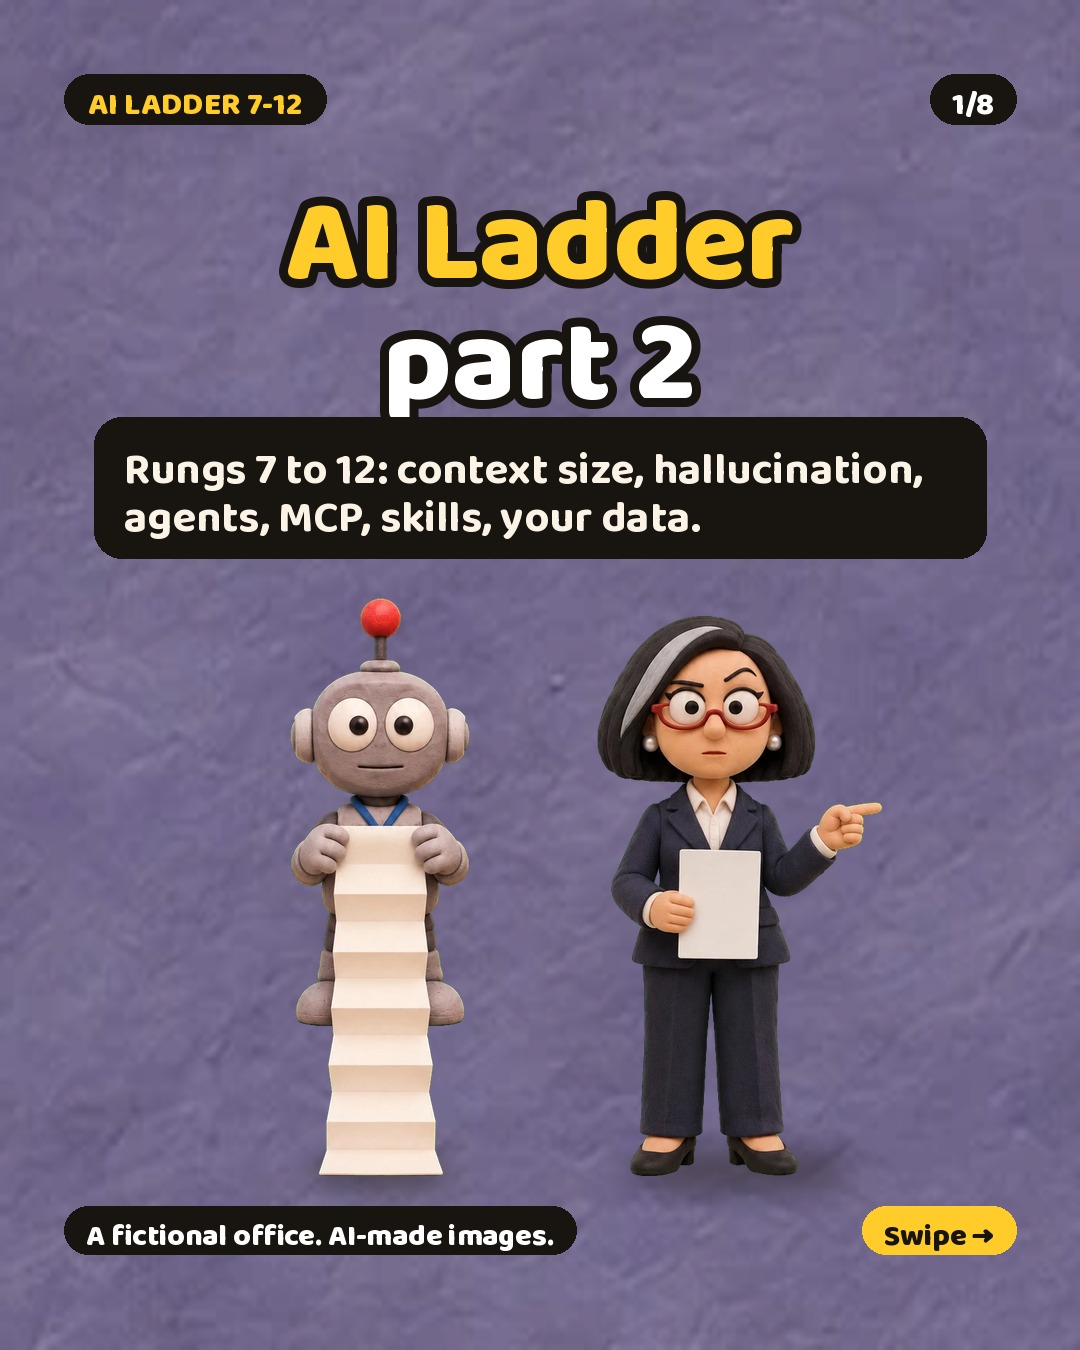 AI LADDER 7-12
1/8
AI Ladder
part 2
Rungs 7 to 12: context size, hallucination,
agents, MCP, skills, your data.
A fictional office. AI-made images.
Swipe ➜